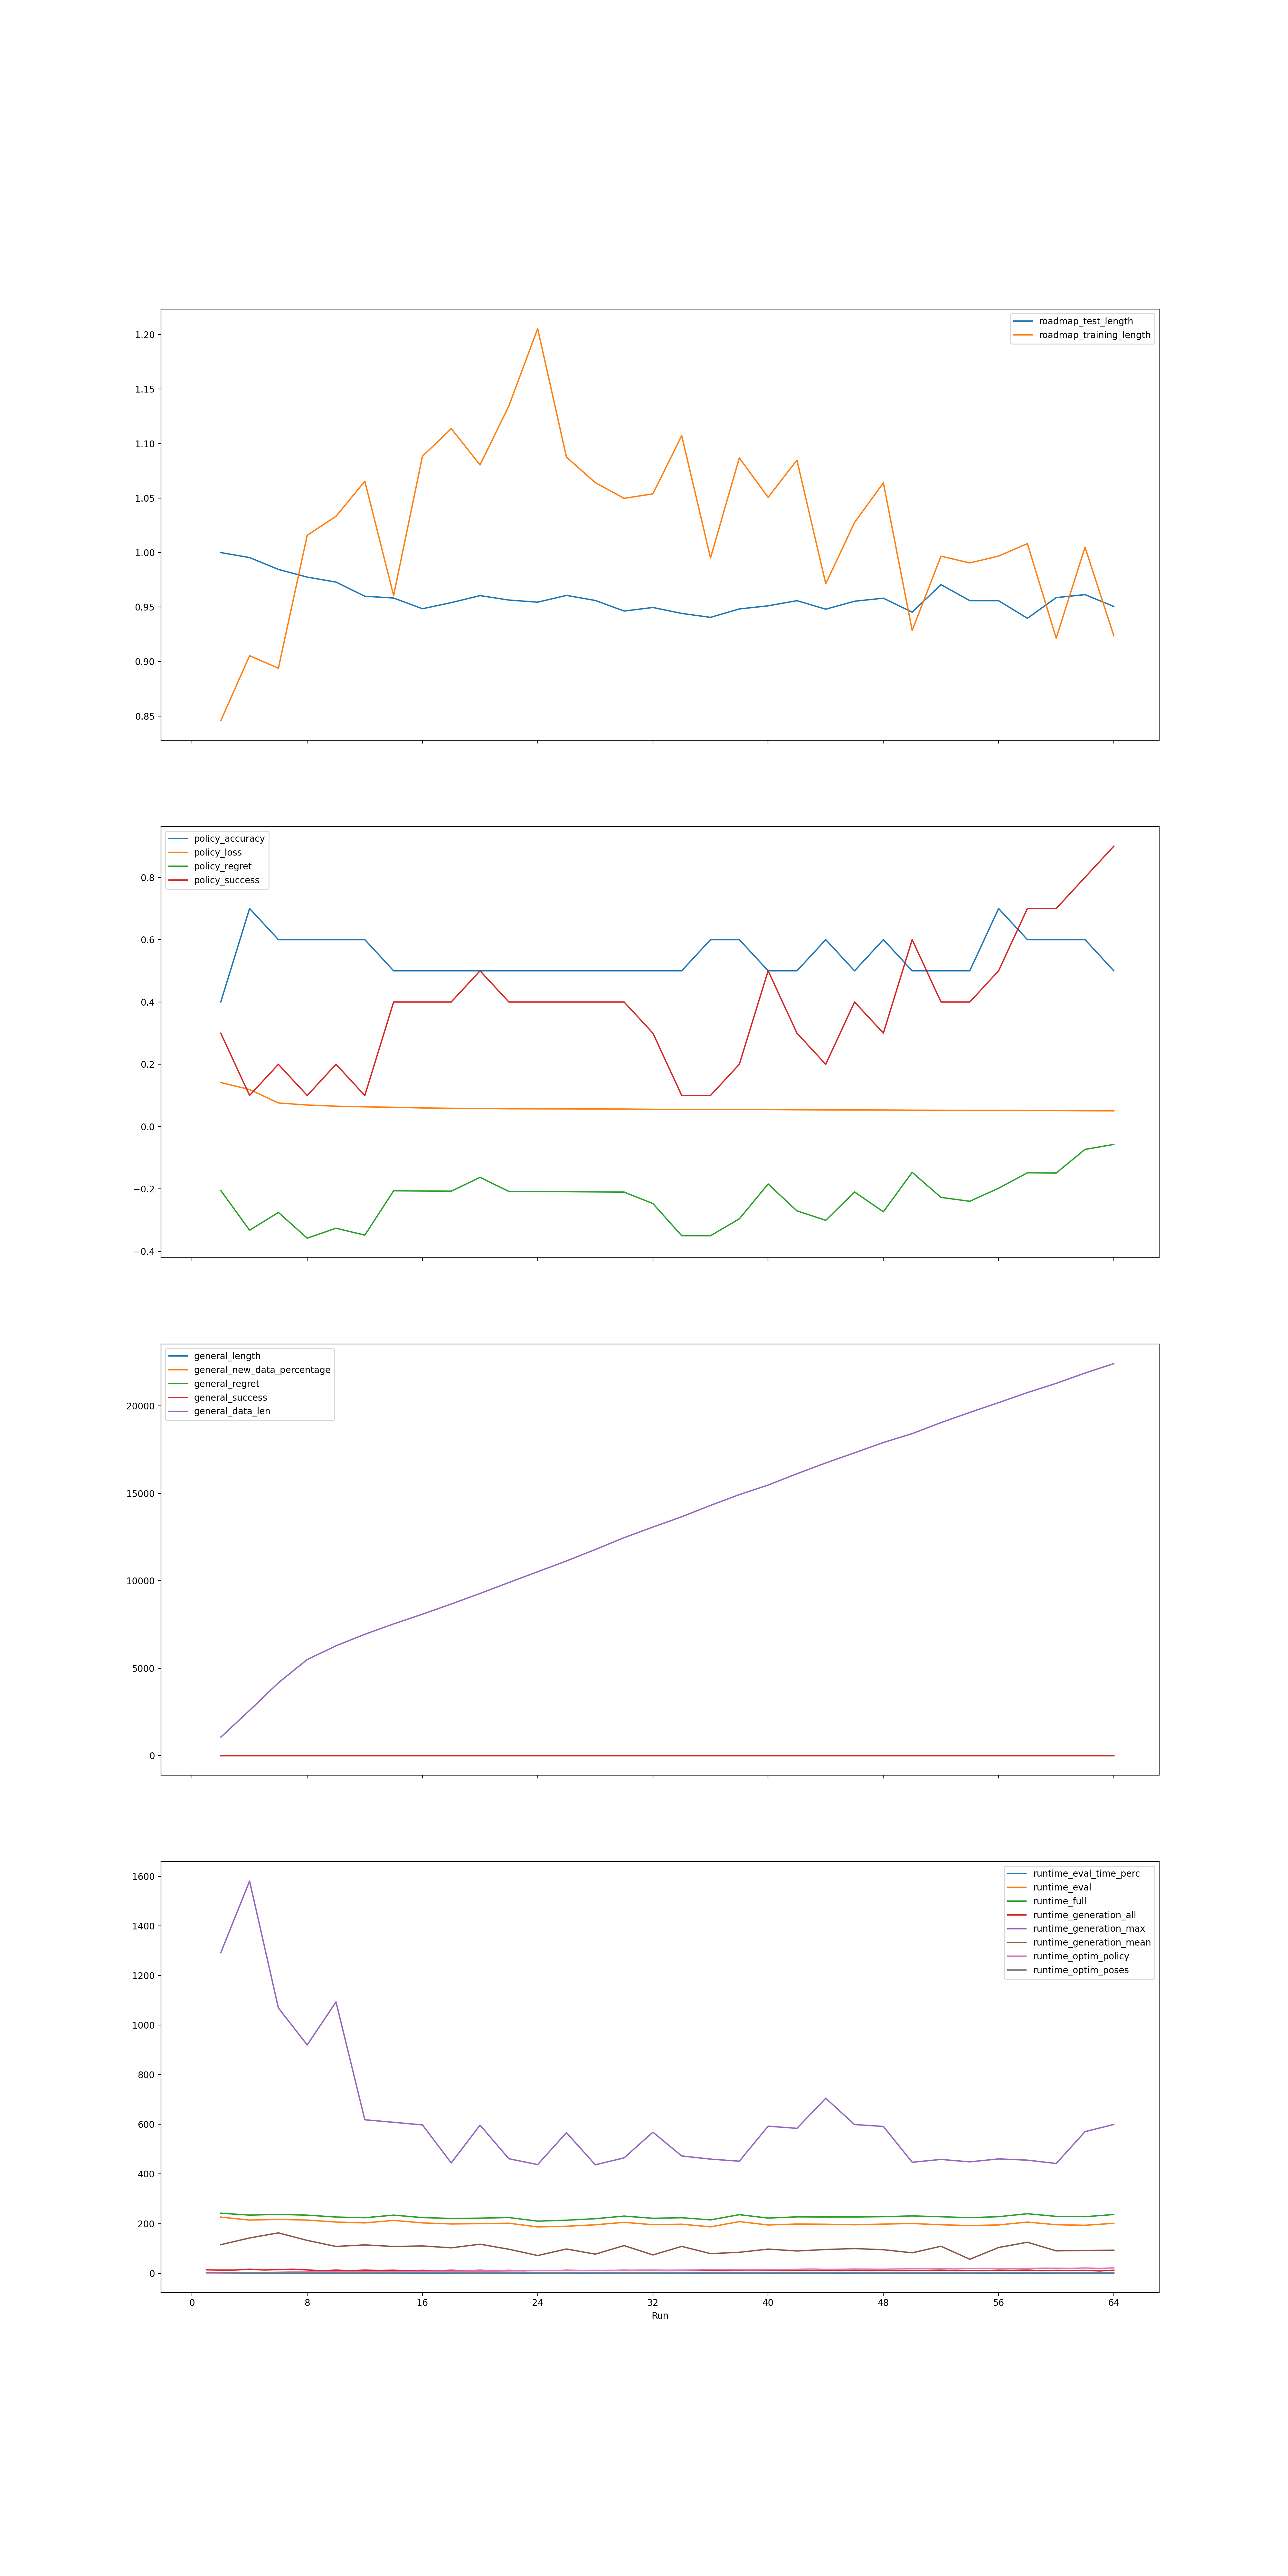 1.20
1.15
1.10
1.05
1.00
0.95
0.90
0.85
roadmap_test_length
roadmap_training_length
0.8
0.6
0.4
0.2
0.0
−0.2
−0.4
policy_accuracy
policy_loss
policy_regret
policy_success
20000
15000
10000
5000
0
general_length
general_new_data_percentage
general_regret
general_success
general_data_len
1600
1400
1200
1000
800
600
400
200
0
runtime_eval_time_perc
runtime_eval
runtime_full
runtime_generation_all
runtime_generation_max
runtime_generation_mean
runtime_optim_policy
runtime_optim_poses
0 8 16 24 32 40 48 56 64
Run